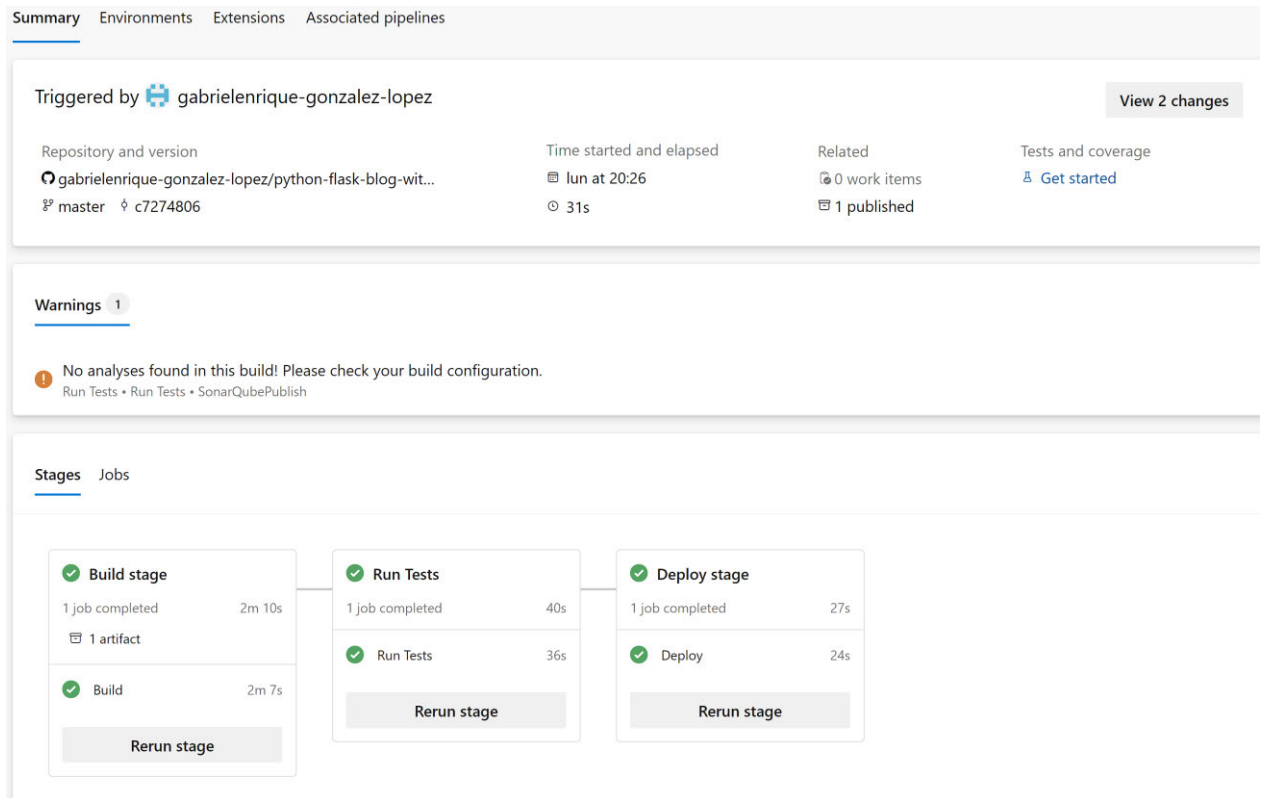 Summary Environments Extensions Associated pipelines
Triggered by gabrielenrique-gonzalez-lopez
View 2 changes
Repository and version
Time started and elapsed
Related
Tests and coverage
gabrielenrique-gonzalez-lopez/python-flask-blog-wit...
lun at 20:26
0 work items
Get started
master c7274806
31s
1 published
Warnings 1
No analyses found in this build! Please check your build configuration.
Run Tests • Run Tests • SonarQubePublish
Stages Jobs
Build stage
1 job completed 2m 10s
1 artifact
Build 2m 7s
Rerun stage
Run Tests
1 job completed 40s
Run Tests 36s
Rerun stage
Deploy stage
1 job completed 27s
Deploy 24s
Rerun stage